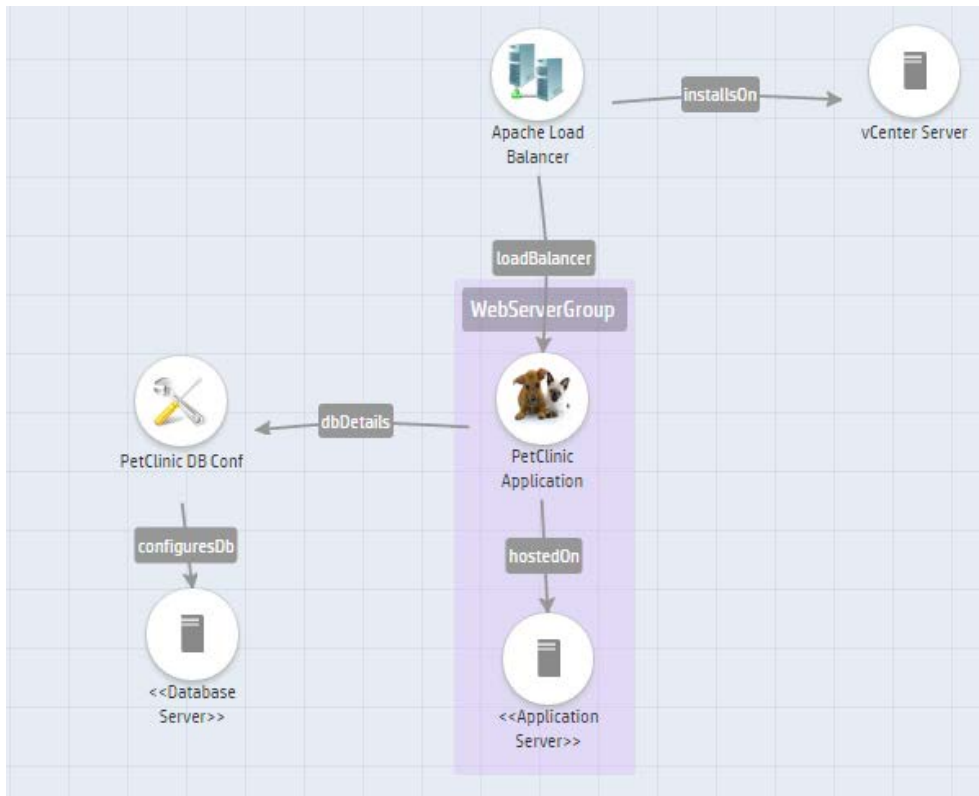 installsOn
Apache Load
Balancer
vCenter Server
loadBalancer
WebServerGroup
dbDetails
PetClinic DB Conf
PetClinic
Application
configuresDb
hostedOn
<<Database
Server>>
<<Application
Server>>